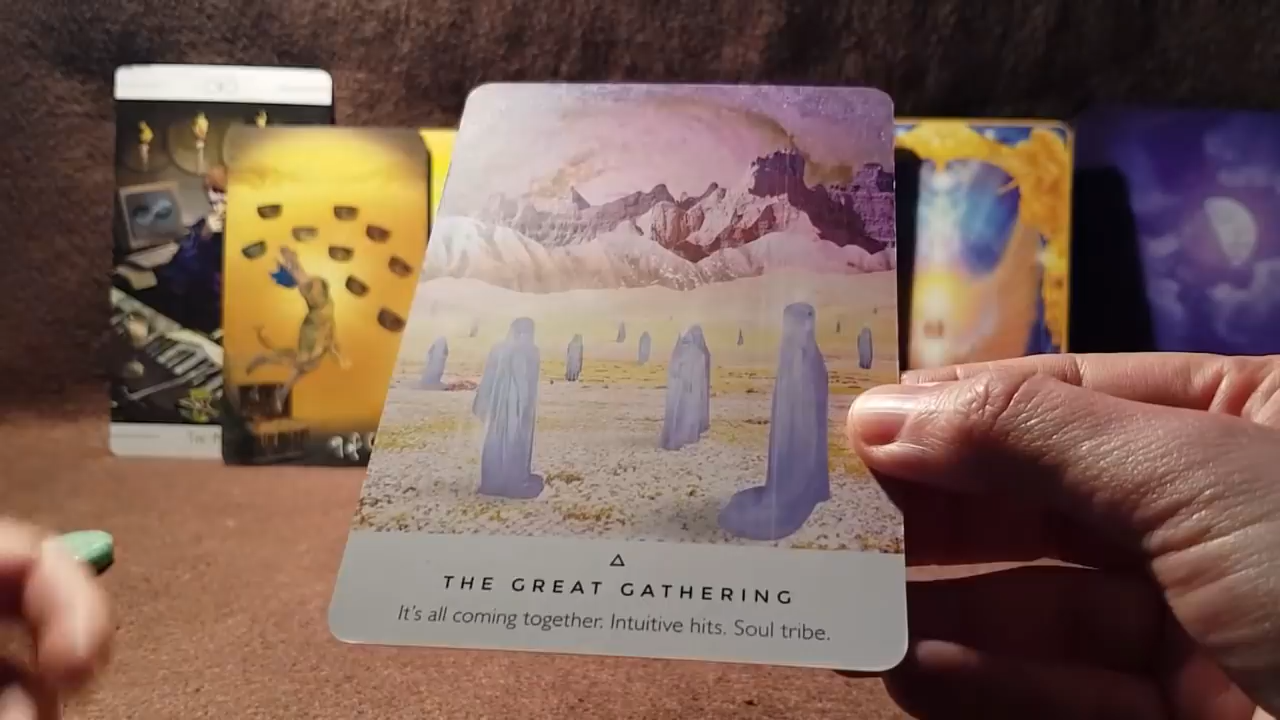 THE GREAT GATHERING
It's all coming together. Intuitive hits. Soul tribe.